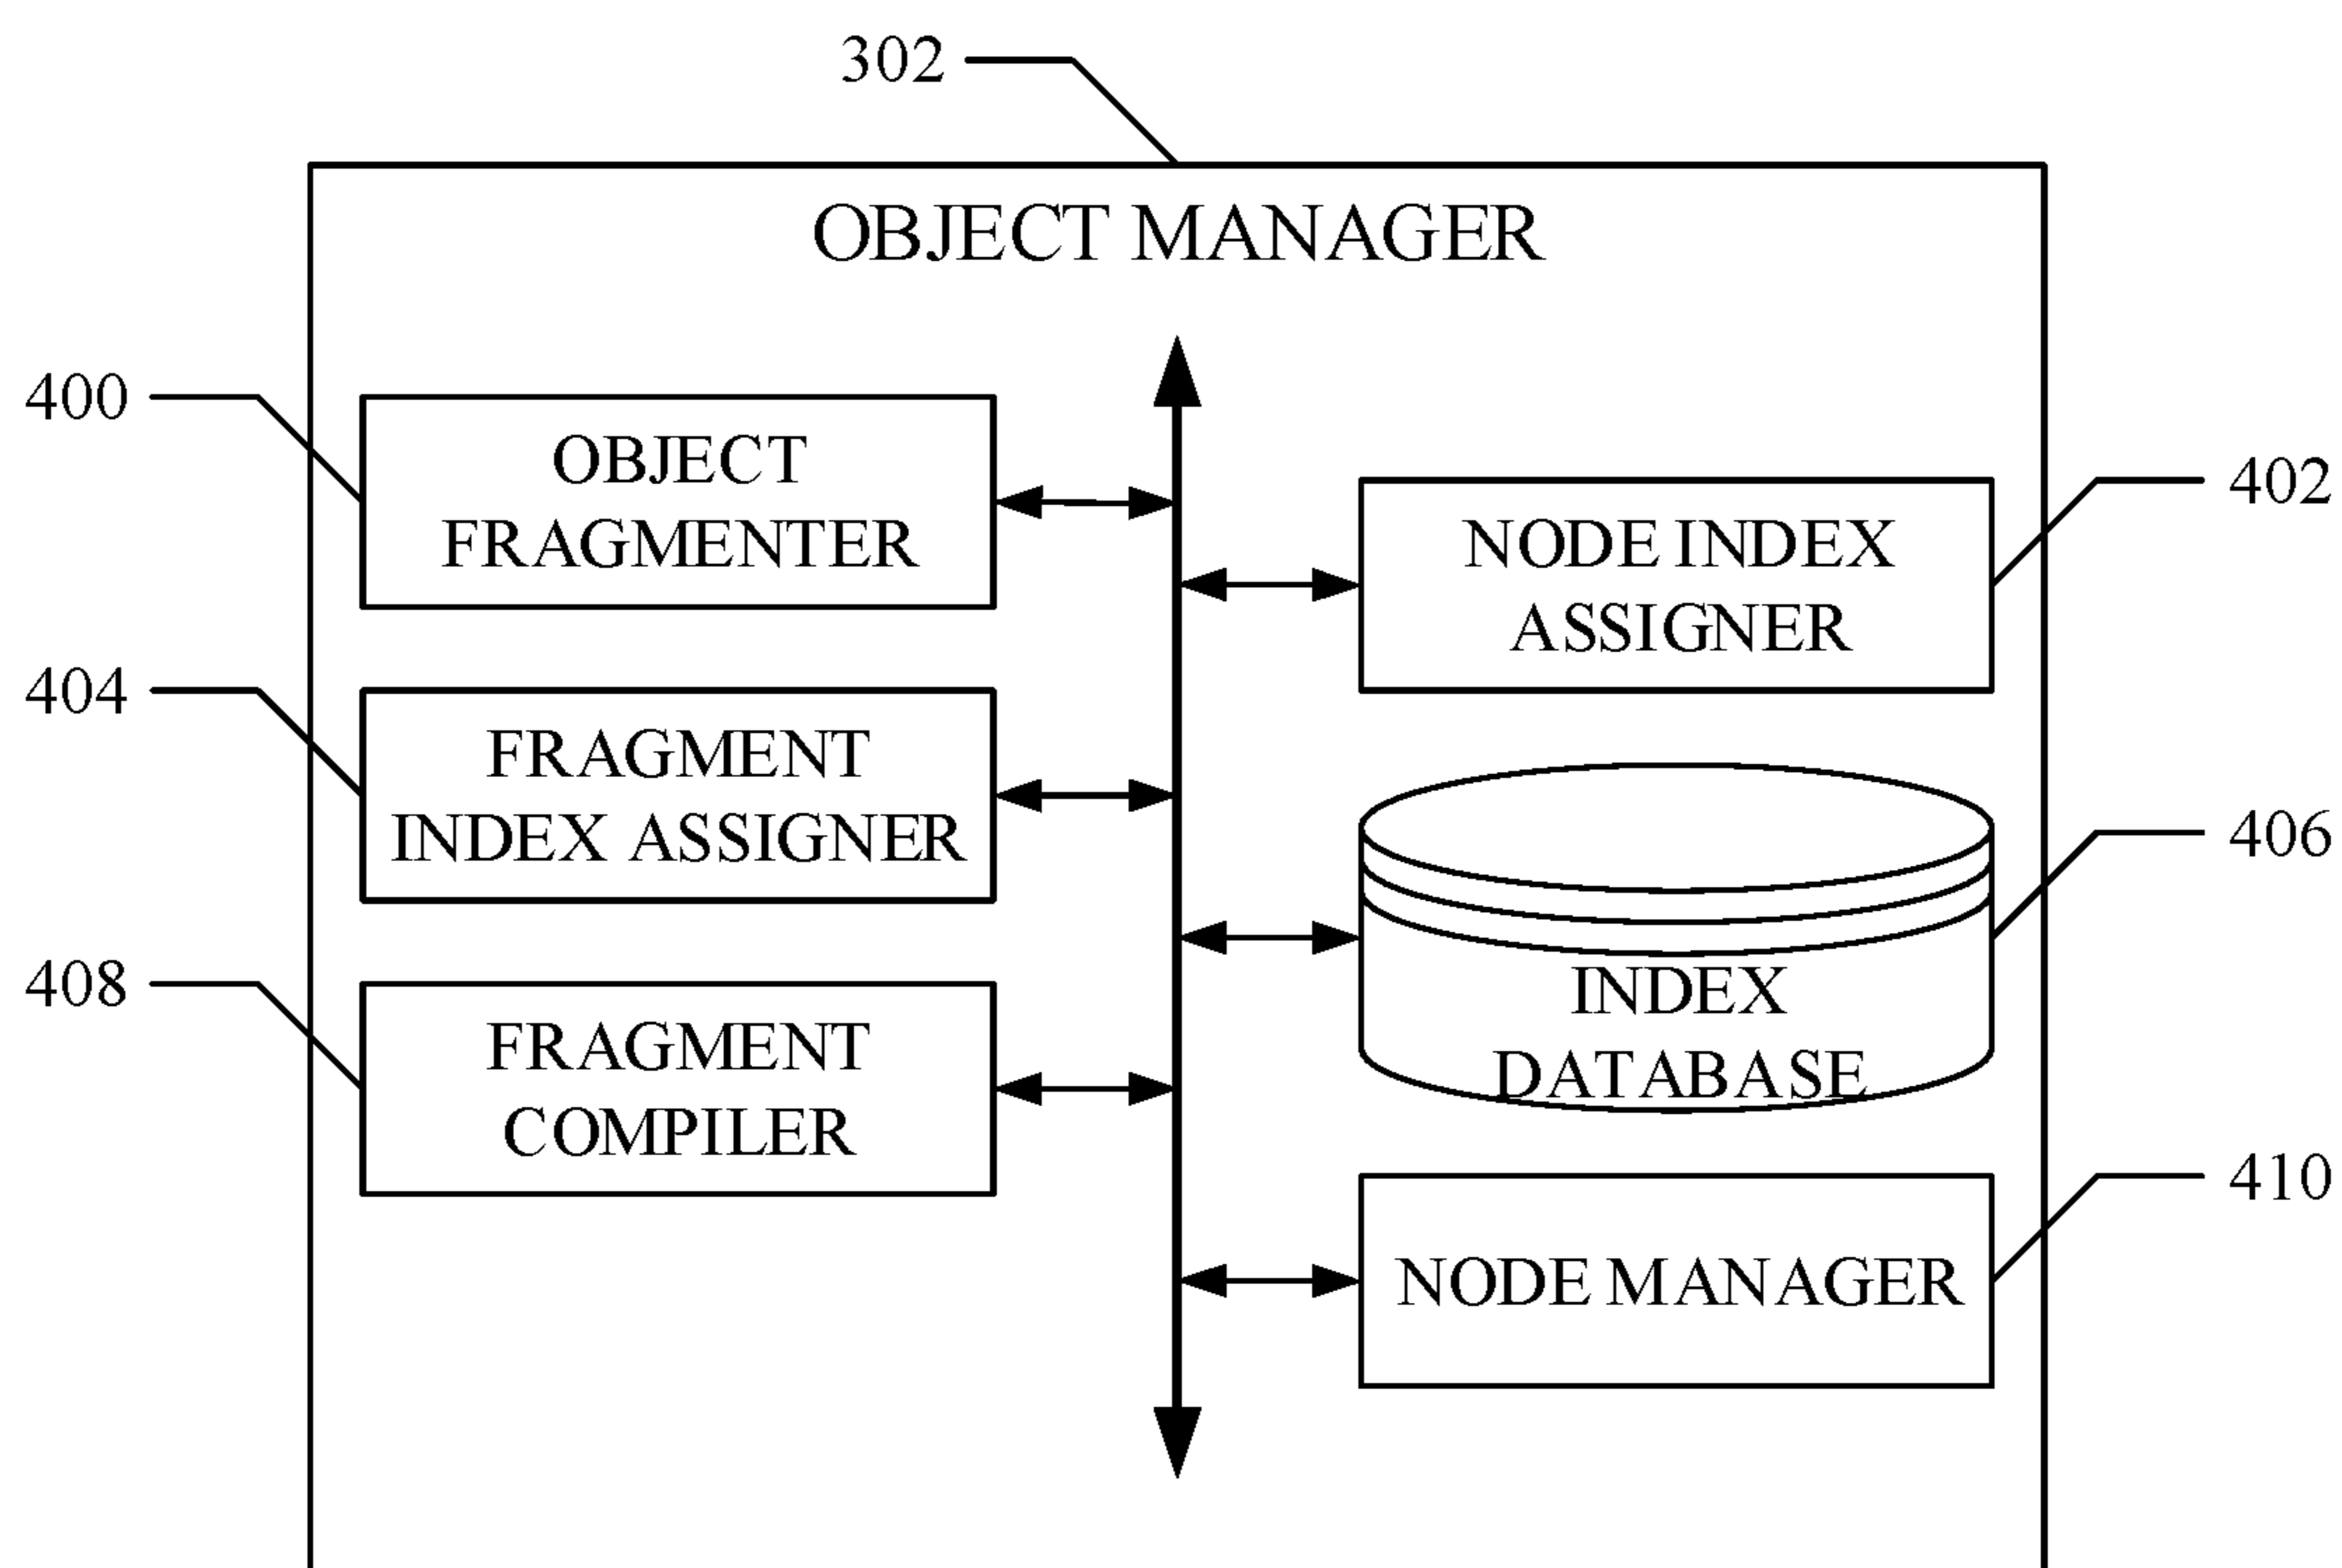 302
OBJECT MANAGER
400
OBJECT
FRAGMENTER
402
NODE INDEX
ASSIGNER
404
FRAGMENT
INDEX ASSIGNER
406
INDEX
DATABASE
408
FRAGMENT
COMPILER
410
NODE MANAGER